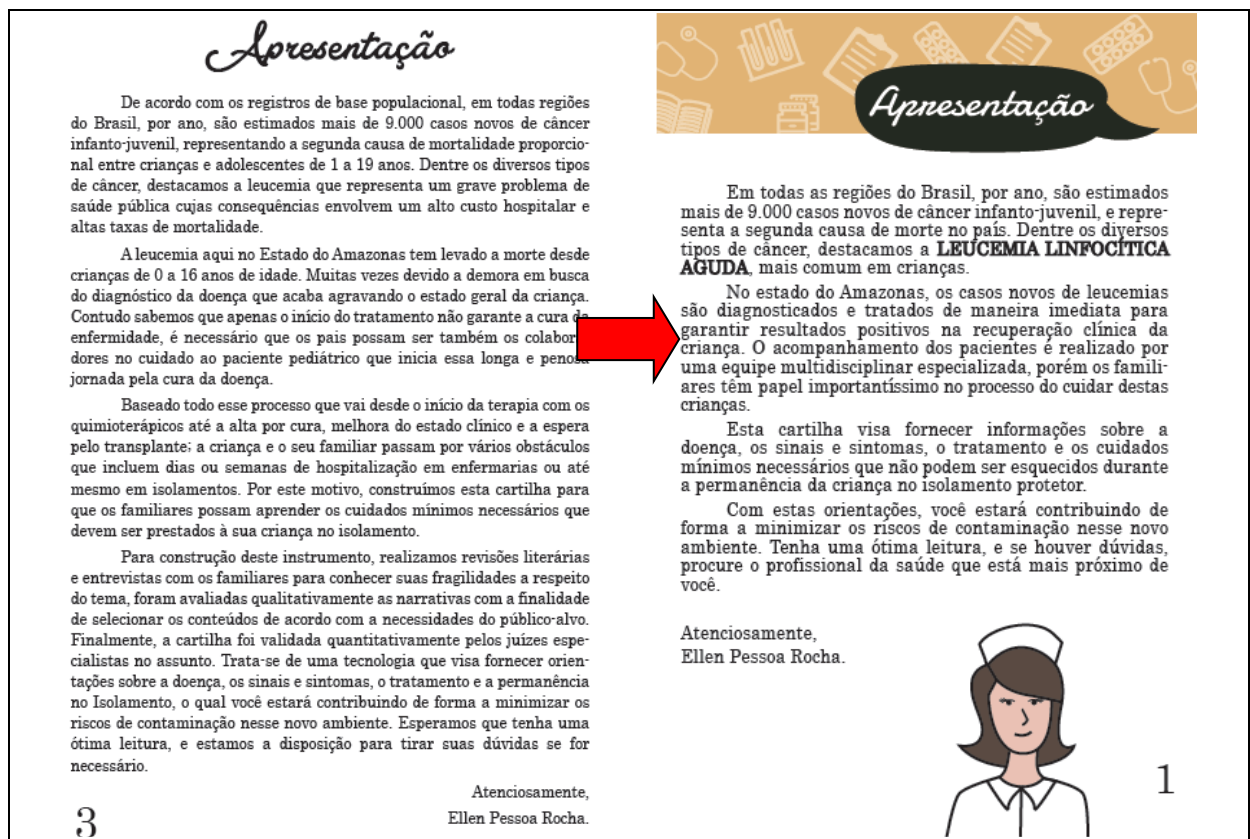 Apresentação
De acordo com os registros de base populacional, em todas regiões
do Brasil, por ano, são estimados mais de 9.000 casos novos de câncer
infanto-juvenil, representando a segunda causa de mortalidade proporcio-
nal entre crianças e adolescentes de 1 a 19 anos. Dentre os diversos tipos
de câncer, destacamos a leucemia que representa um grave problema de
saúde pública cujas consequências envolvem um alto custo hospitalar e
altas taxas de mortalidade.
A leucemia aqui no Estado do Amazonas tem levado a morte desde
crianças de 0 a 16 anos de idade. Muitas vezes devido a demora em busca
do diagnóstico da doença que acaba agravando o estado geral da criança.
Contudo sabemos que apenas o início do tratamento não garante a cura da
enfermidade, é necessário que os pais possam ser também os colabor
dores no cuidado ao paciente pediátrico que inicia essa longa e penosa
jornada pela cura da doença.
Baseado todo esse processo que vai desde o início da terapia com os
quimioterápicos até a alta por cura, melhora do estado clínico e a espera
pelo transplante; a criança e o seu familiar passam por vários obstáculos
que incluem dias ou semanas de hospitalização em enfermarias ou até
mesmo em isolamentos. Por este motivo, construímos esta cartilha para
que os familiares possam aprender os cuidados mínimos necessários que
devem ser prestados à sua criança no isolamento.
Para construção deste instrumento, realizamos revisões literárias
e entrevistas com os familiares para conhecer suas fragilidades a respeito
do tema, foram avaliadas qualitativamente as narrativas com a finalidade
de selecionar os conteúdos de acordo com a necessidades do público-alvo.
Finalmente, a cartilha foi validada quantitativamente pelos juízes espe-
cialistas no assunto. Trata-se de uma tecnologia que visa fornecer orien-
tações sobre a doença, os sinais e sintomas, o tratamento e a permanência
no Isolamento, o qual você estará contribuindo de forma a minimizar os
riscos de contaminação nesse novo ambiente. Esperamos que tenha uma
ótima leitura, e estamos a disposição para tirar suas dúvidas se for
necessário.
Atenciosamente,
Ellen Pessoa Rocha.
3
Apresentação
Em todas as regiões do Brasil, por ano, são estimados
mais de 9.000 casos novos de câncer infanto-juvenil, e repre-
senta a segunda causa de morte no país. Dentre os diversos
tipos de câncer, destacamos a LEUCEMIA LINFOCÍTICA
AGUDA, mais comum em crianças.
No estado do Amazonas, os casos novos de leucemias
são diagnosticados e tratados de maneira imediata para
garantir resultados positivos na recuperação clínica da
criança. O acompanhamento dos pacientes é realizado por
uma equipe multidisciplinar especializada, porém os famili-
ares têm papel importantíssimo no processo do cuidar destas
crianças.
Esta cartilha visa fornecer informações sobre a
doença, os sinais e sintomas, o tratamento e os cuidados
mínimos necessários que não podem ser esquecidos durante
a permanência da criança no isolamento protetor.
Com estas orientações, você estará contribuindo de
forma a minimizar os riscos de contaminação nesse novo
ambiente. Tenha uma ótima leitura, e se houver dúvidas,
procure o profissional da saúde que está mais próximo de
você.
Atenciosamente,
Ellen Pessoa Rocha.
1